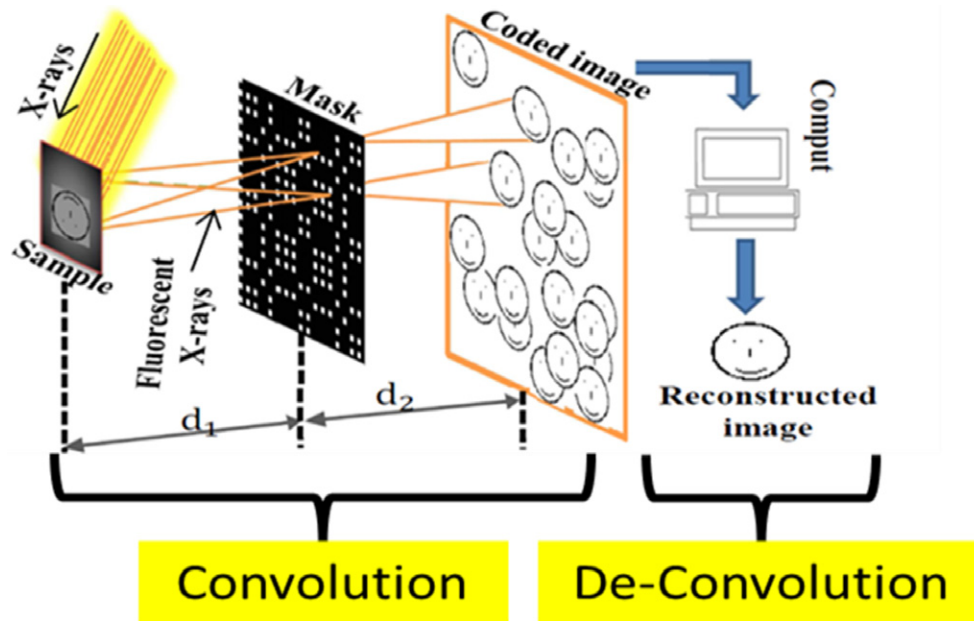 X-rays
Sample
Mask
Fluorescent
X-rays
Coded image
Comput
Reconstructed
image
d₁
d₂
Convolution
De-Convolution